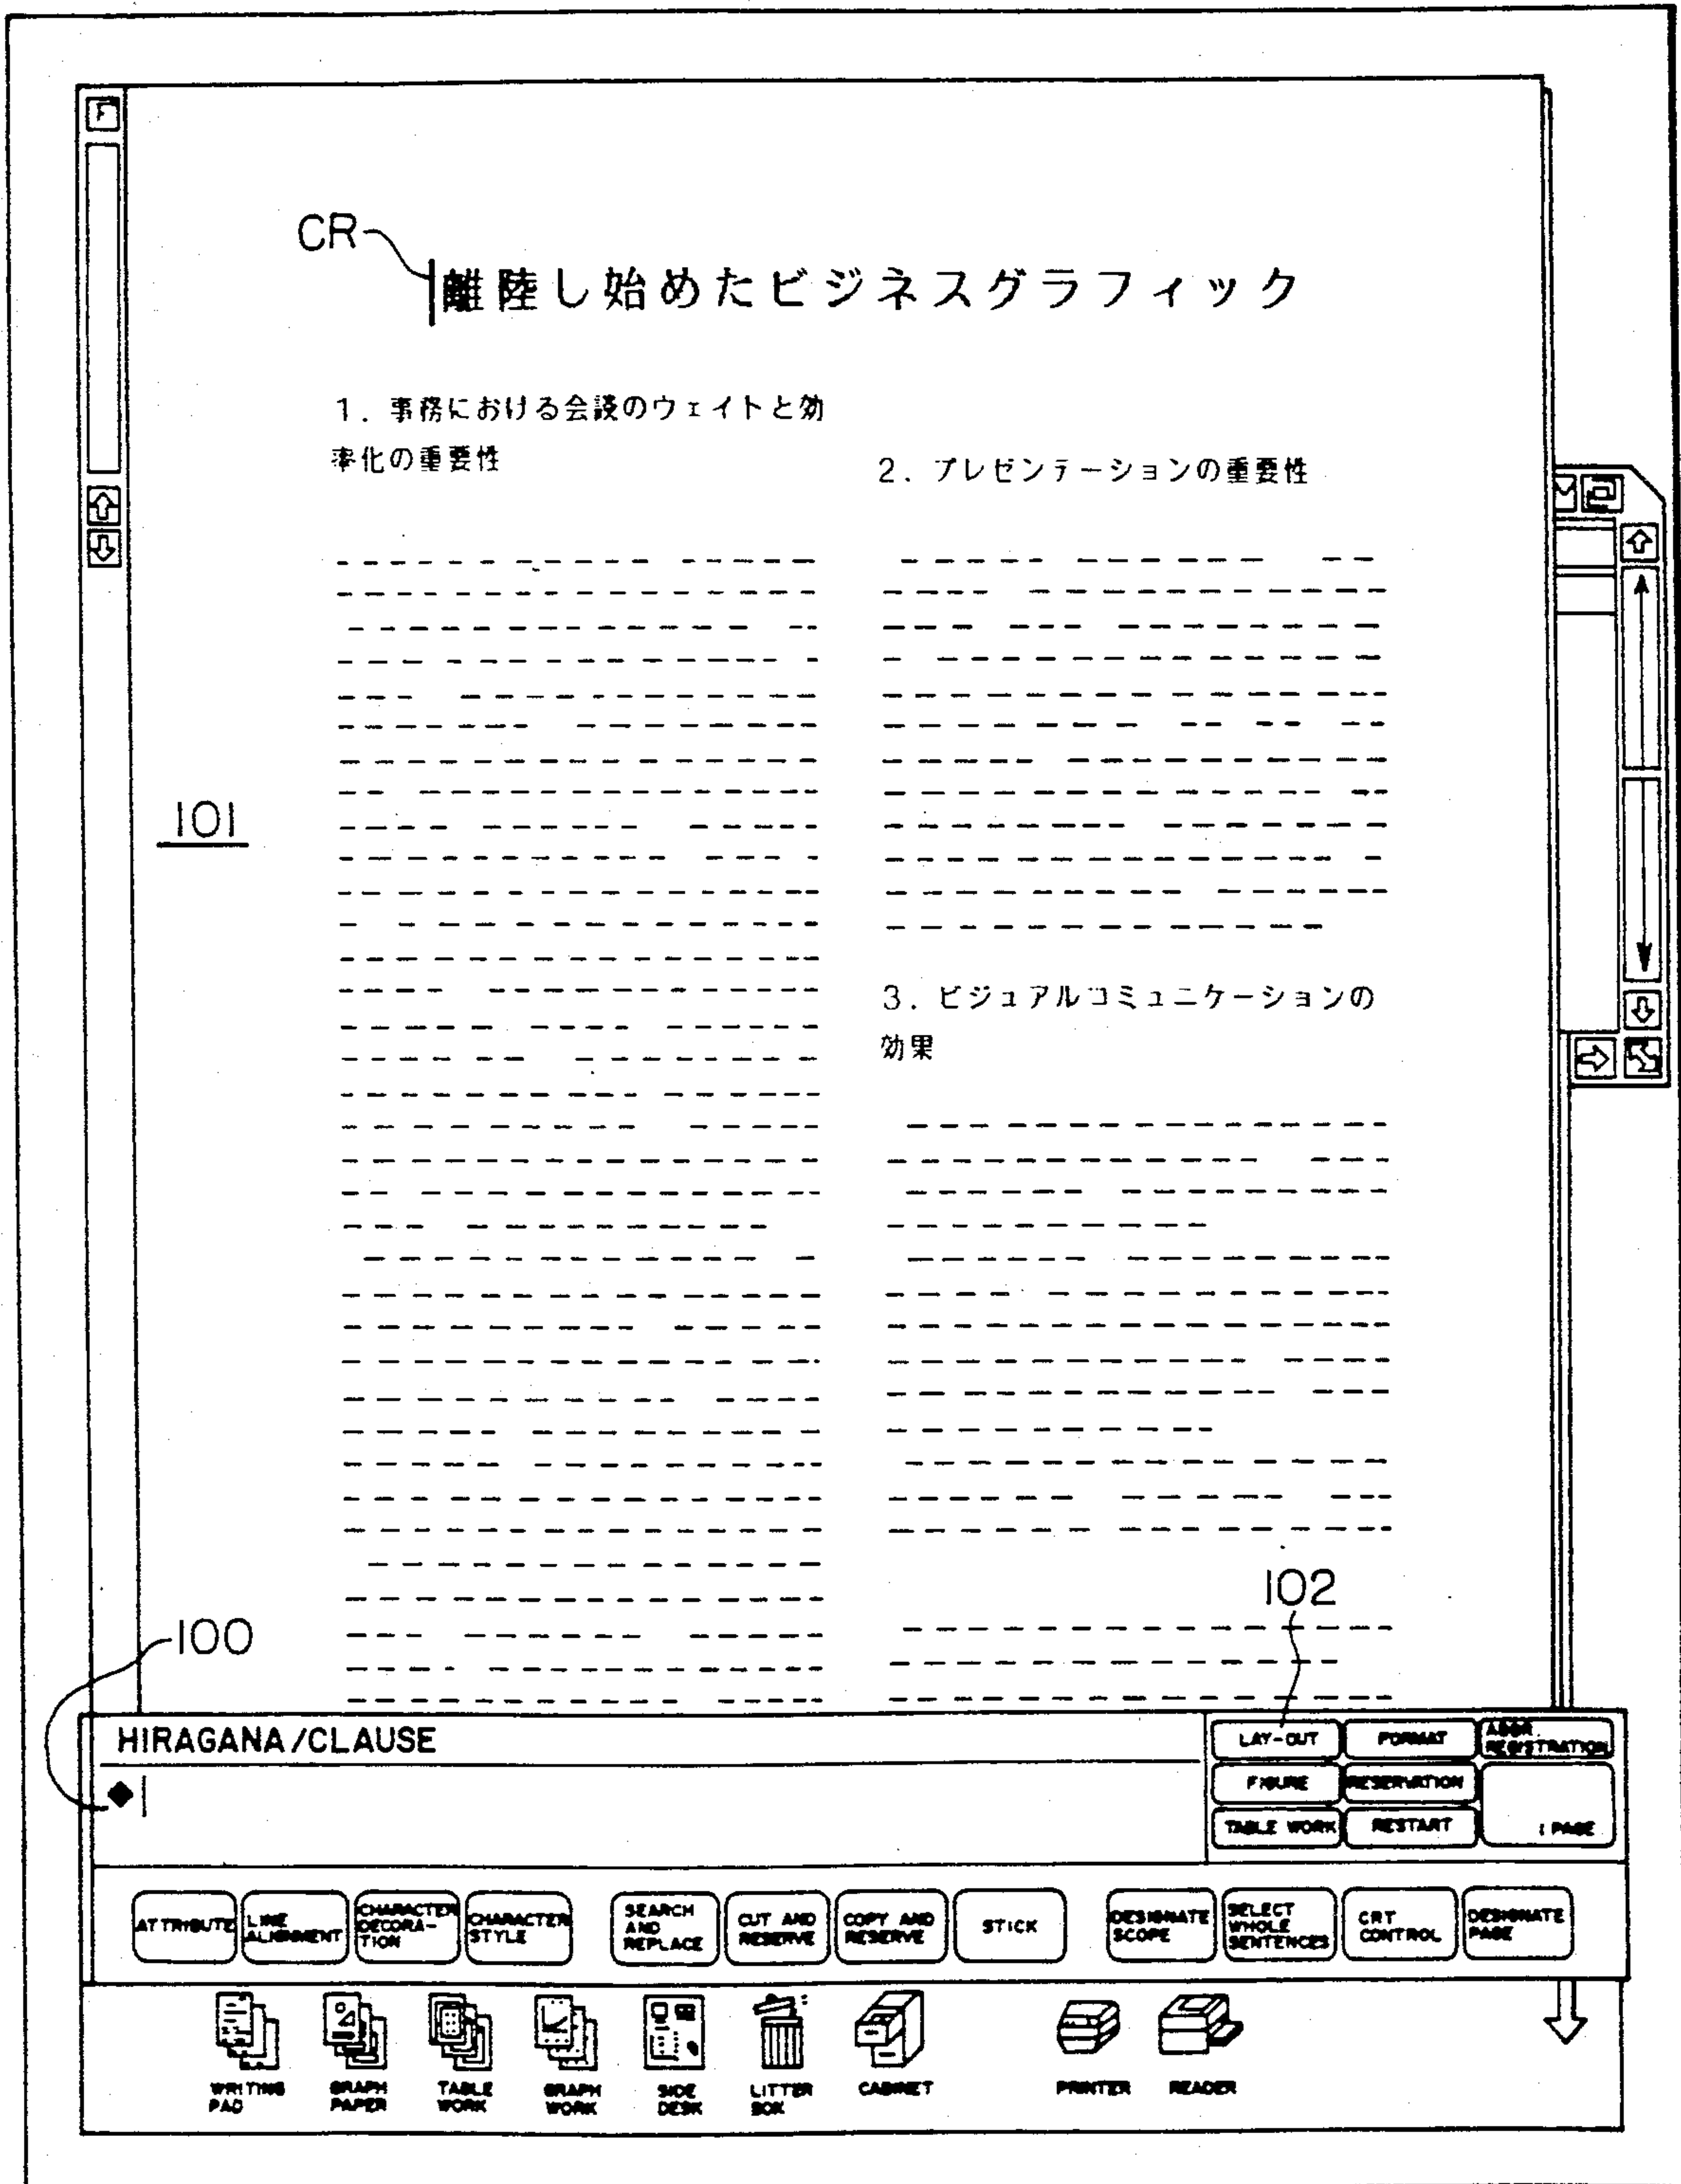 CR
離陸し始めたビジネスグラフィック
1. 事務における会議のウェイトと効
率化の重要性
2. プレゼンテーションの重要性
3. ビジュアルコミュニケーションの
効果
101
102
100
HIRAGANA/CLAUSE
LAY-OUT
FORMAT
ABBR.
REGISTRATION
FIGURE
RESERVATION
TABLE WORK
RESTART
: PAGE
ATTRIBUTE
LINE
ALIGNMENT
CHARACTER
DECORA-
TION
CHARACTER
STYLE
SEARCH
AND
REPLACE
CUT AND
RESERVE
COPY AND
RESERVE
STICK
DESIGNATE
SCOPE
SELECT
WHOLE
SENTENCES
CRT
CONTROL
DESIGNATE
PAGE
WRITING
PAD
GRAPH
PAPER
TABLE
WORK
GRAPH
WORK
SIDE
DESK
LITTER
BOX
CABINET
PRINTER
READER